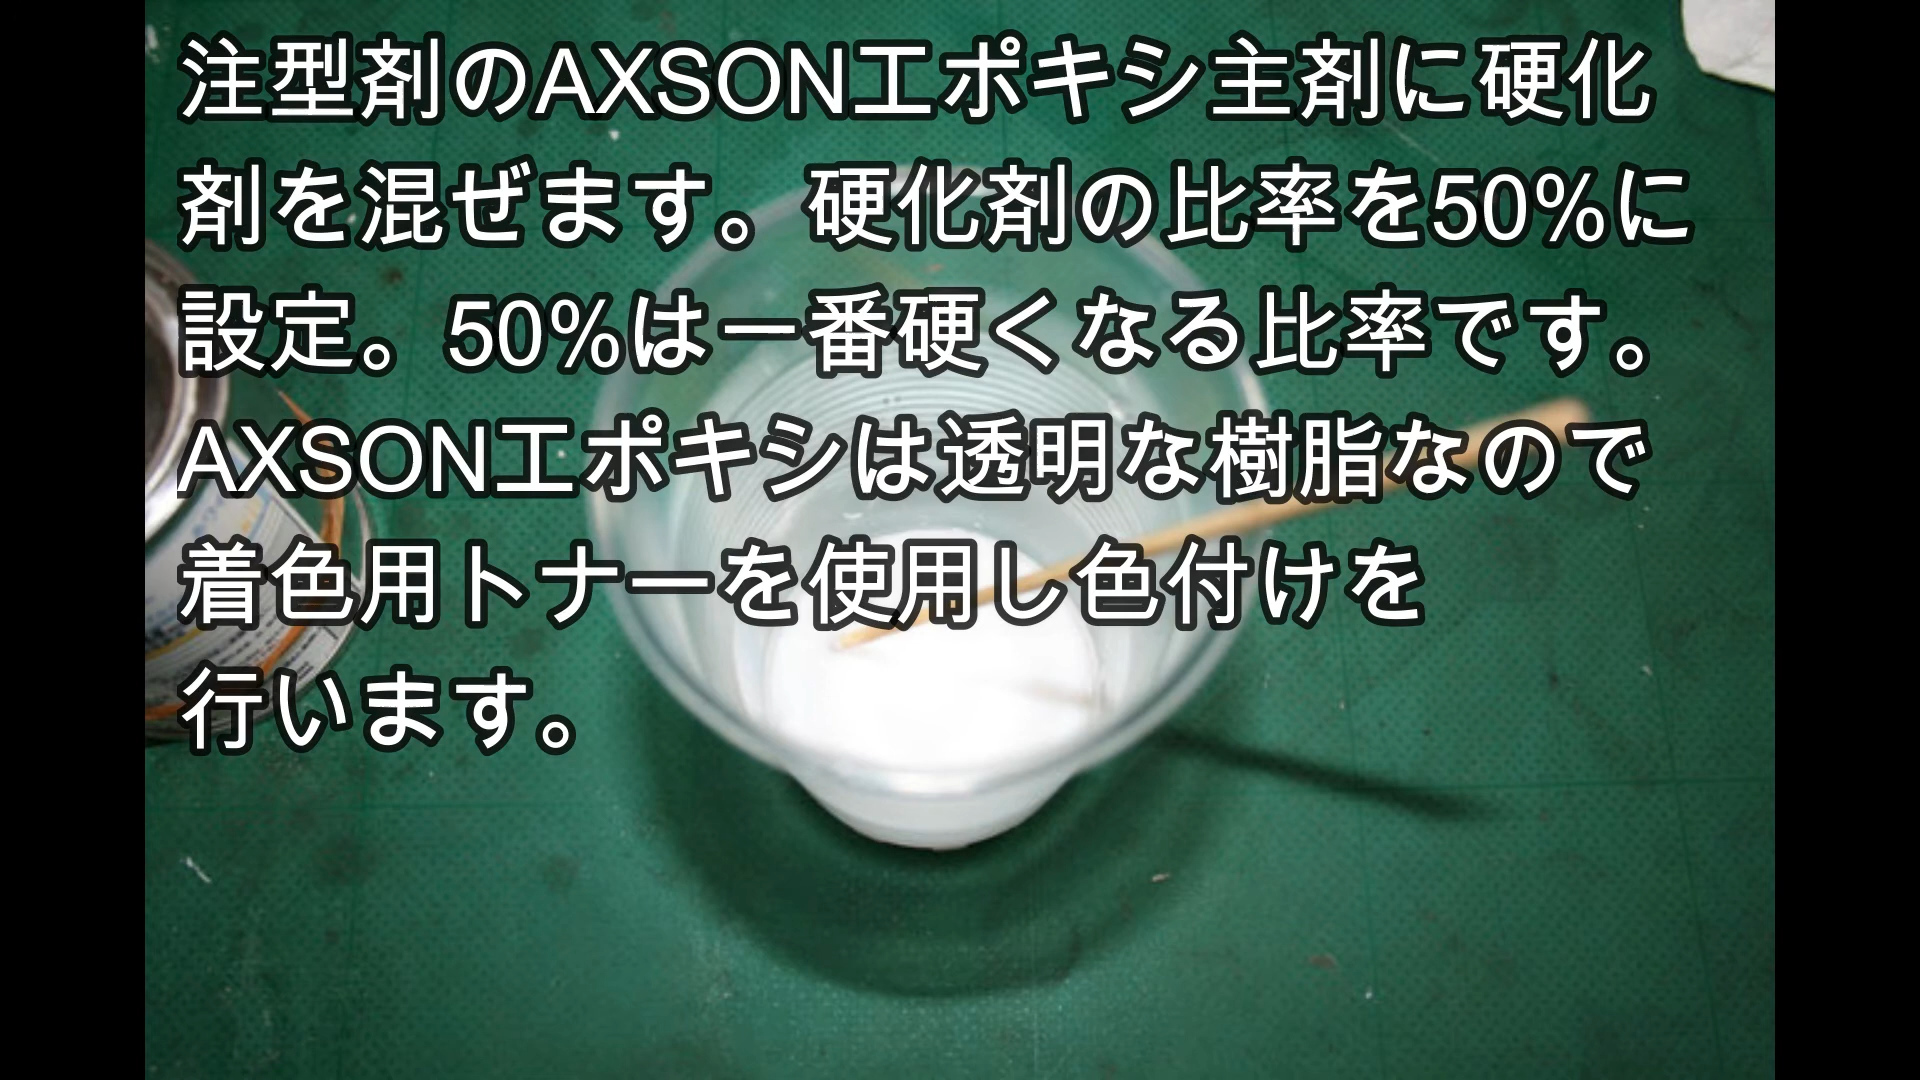 注型剤のAXSONエポキシ主剤に硬化
剤を混ぜます。硬化剤の比率を50%に
設定。50%は一番硬くなる比率です。
AXSONエポキシは透明な樹脂なので
着色用トナーを使用し色付けを
行います。